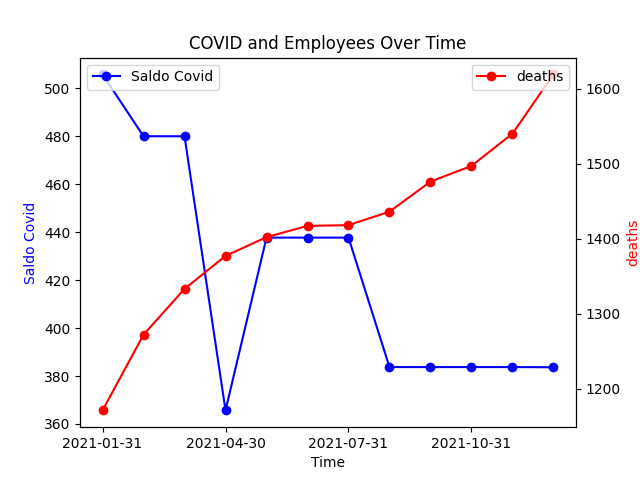 COVID and Employees Over Time
Saldo Covid
deaths
500
480
460
440
420
400
380
360
Saldo Covid
1600
1500
1400
1300
1200
deaths
2021-01-31 2021-04-30 2021-07-31 2021-10-31
Time